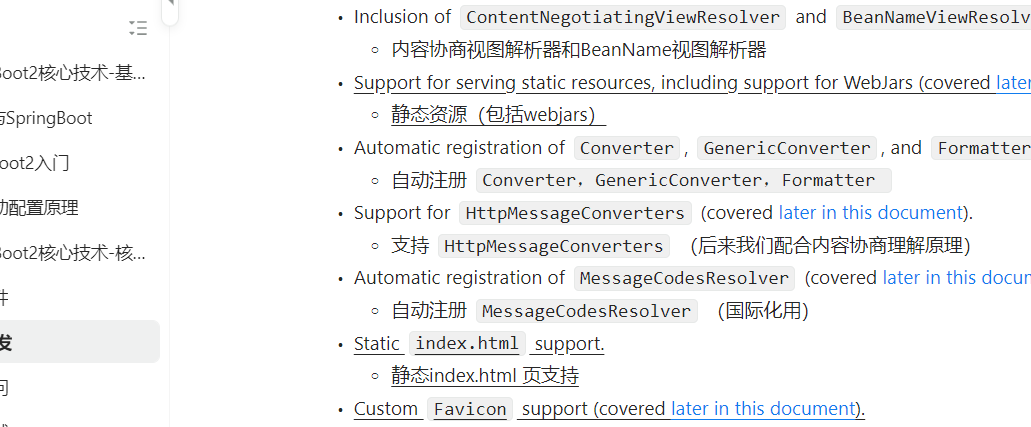 Boot2核心技术-基...
与SpringBoot
Boot2入门
动配置原理
Boot2核心技术-核...
件
发
问
Inclusion of ContentNegotiatingViewResolver and BeanNameViewResolv
内容协商视图解析器和BeanName视图解析器
Support for serving static resources, including support for WebJars (covered later
静态资源（包括webjars）
Automatic registration of Converter, GenericConverter, and Formatter
自动注册 Converter，GenericConverter，Formatter
Support for HttpMessageConverters (covered later in this document).
支持 HttpMessageConverters （后来我们配合内容协商理解原理）
Automatic registration of MessageCodesResolver (covered later in this docum
自动注册 MessageCodesResolver （国际化用）
Static index.html support.
静态index.html 页支持
Custom Favicon support (covered later in this document).